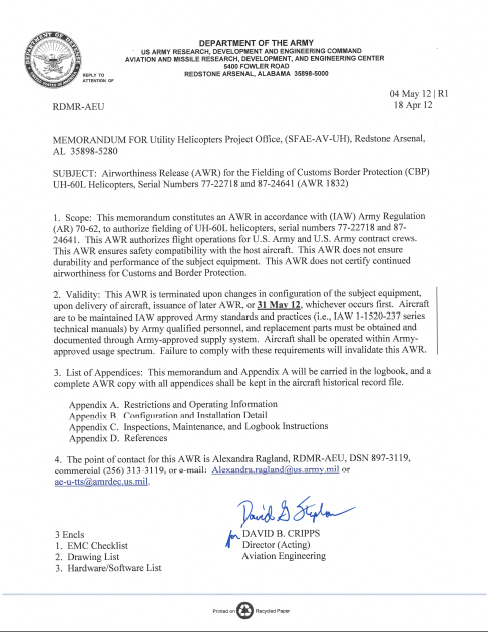 DEPARTMENT OF THE ARMY
US ARMY RESEARCH, DEVELOPMENT AND ENGINEERING COMMAND
AVIATION AND MISSILE RESEARCH, DEVELOPMENT, AND ENGINEERING CENTER
5400 FOWLER ROAD
REDSTONE ARSENAL, ALABAMA 35898-5000
REPLY TO
ATTENTION OF
04 May 12 | R1
RDMR-AEU
18 Apr 12
MEMORANDUM FOR Utility Helicopters Project Office, (SFAE-AV-UH), Redstone Arsenal,
AL 35898-5280
SUBJECT: Airworthiness Release (AWR) for the Fielding of Customs Border Protection (CBP)
UH-60L Helicopters, Serial Numbers 77-22718 and 87-24641 (AWR 1832)
1. Scope: This memorandum constitutes an AWR in accordance with (IAW) Army Regulation
(AR) 70-62, to authorize fielding of UH-60L helicopters, serial numbers 77-22718 and 87-
24641. This AWR authorizes flight operations for U.S. Army and U.S. Army contract crews.
This AWR ensures safety compatibility with the host aircraft. This AWR does not ensure
durability and performance of the subject equipment. This AWR does not certify continued
airworthiness for Customs and Border Protection.
2. Validity: This AWR is terminated upon changes in configuration of the subject equipment,
upon delivery of aircraft, issuance of later AWR, or 31 May 12, whichever occurs first. Aircraft
are to be maintained IAW approved Army standards and practices (i.e., IAW 1-1520-237 series
technical manuals) by Army qualified personnel, and replacement parts must be obtained and
documented through Army-approved supply system. Aircraft shall be operated within Army-
approved usage spectrum. Failure to comply with these requirements will invalidate this AWR.
3. List of Appendices: This memorandum and Appendix A will be carried in the logbook, and a
complete AWR copy with all appendices shall be kept in the aircraft historical record file.
Appendix A. Restrictions and Operating Information
Appendix B. Configuration and Installation Detail
Appendix C. Inspections, Maintenance, and Logbook Instructions
Appendix D. References
4. The point of contact for this AWR is Alexandra Ragland, RDMR-AEU, DSN 897-3119,
commercial (256) 313-3119, or e-mail: Alexandra.ragland@us.army.mil or
ae-u-tts@amrdec.us.mil.
David G Stephan
3 Encls
for DAVID B. CRIPPS
1. EMC Checklist
Director (Acting)
2. Drawing List
Aviation Engineering
3. Hardware/Software List
Printed on Recycled Paper